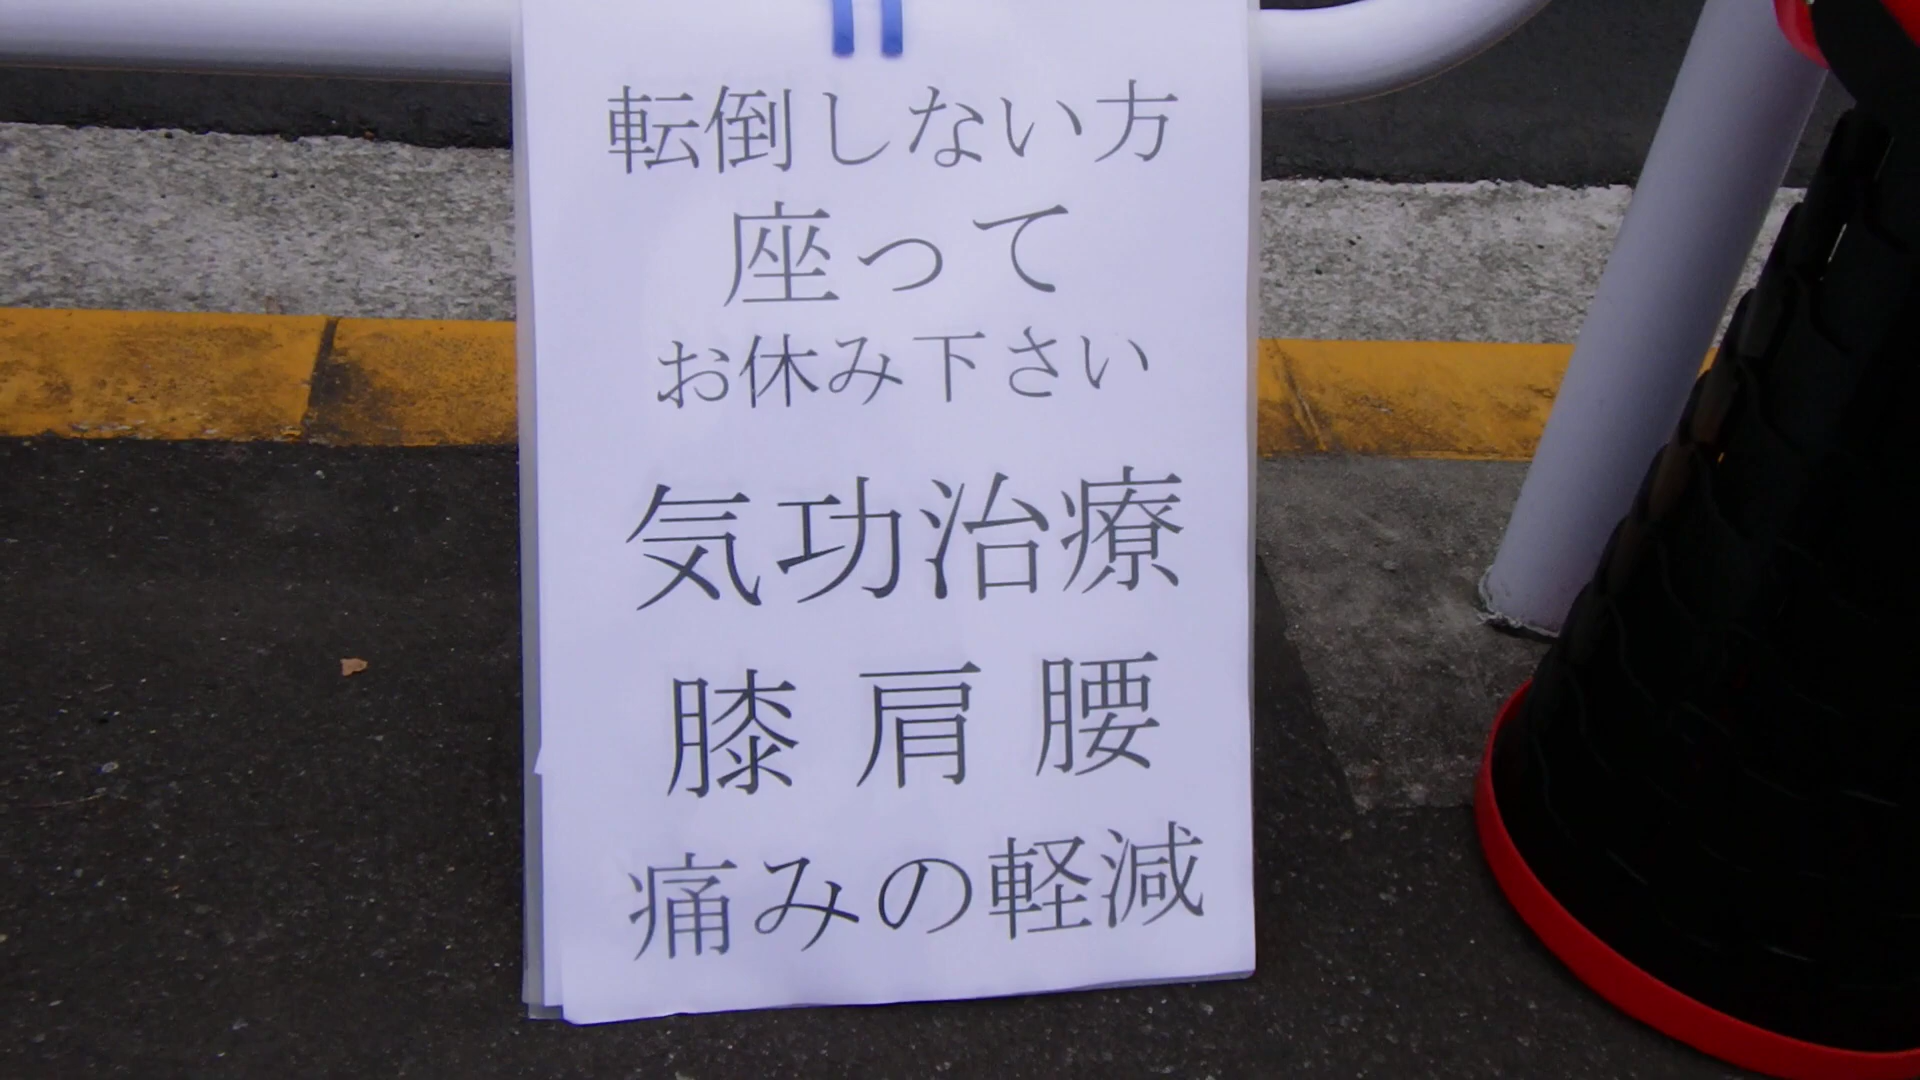 転倒しない方
座って
お休み下さい
気功治療
膝 肩 腰
痛みの軽減